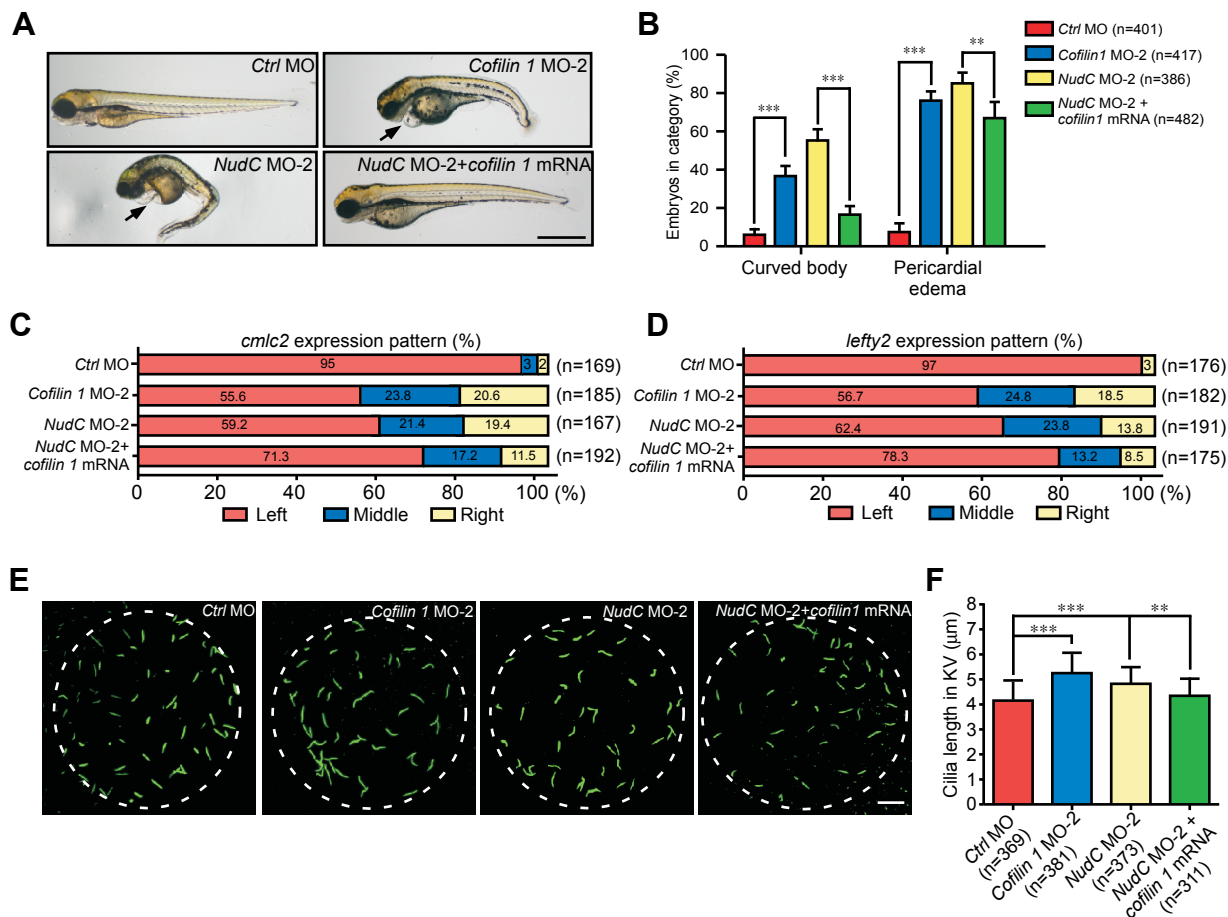 A
Ctrl MO
Cofilin 1 MO-2
NudC MO-2
NudC MO-2+cofilin 1 mRNA
B
Embryos in category (%)
100
80
60
40
20
0
***
***
***
**
Curved body
Pericardial
edema
Ctrl MO (n=401)
Cofilin1 MO-2 (n=417)
NudC MO-2 (n=386)
NudC MO-2 +
cofilin1 mRNA (n=482)
C
cmlc2 expression pattern (%)
Ctrl MO 95 3 2 (n=169)
Cofilin 1 MO-2 55.6 23.8 20.6 (n=185)
NudC MO-2 59.2 21.4 19.4 (n=167)
NudC MO-2+
cofilin 1 mRNA 71.3 17.2 11.5 (n=192)
0 20 40 60 80 100 (%)
Left Middle Right
D
lefty2 expression pattern (%)
Ctrl MO 97 3 (n=176)
Cofilin 1 MO-2 56.7 24.8 18.5 (n=182)
NudC MO-2 62.4 23.8 13.8 (n=191)
NudC MO-2+
cofilin 1 mRNA 78.3 13.2 8.5 (n=175)
0 20 40 60 80 100 (%)
Left Middle Right
E
Ctrl MO
Cofilin 1 MO-2
NudC MO-2
NudC MO-2+cofilin1 mRNA
F
Cilia length in KV (µm)
8
7
6
5
4
3
2
1
0
***
***
**
Ctrl MO
(n=369)
Cofilin 1 MO-2
(n=381)
NudC MO-2
(n=373)
NudC MO-2 +
cofilin 1 mRNA
(n=311)